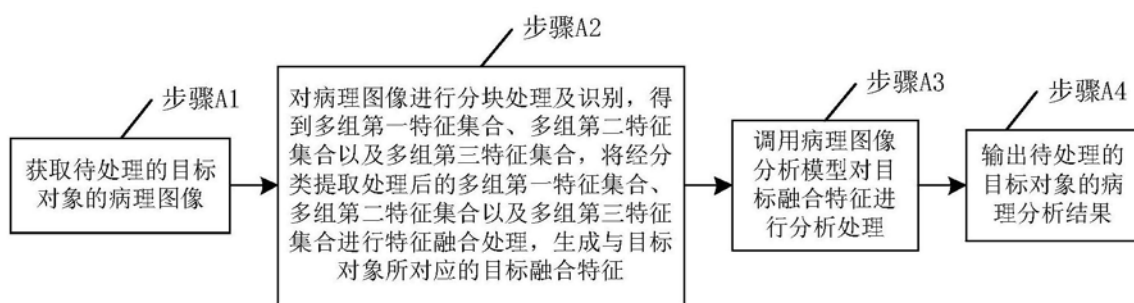 步骤A1
获取待处理的目标
对象的病理图像
步骤A2
对病理图像进行分块处理及识别，得
到多组第一特征集合、多组第二特征
集合以及多组第三特征集合，将经分
类提取处理后的多组第一特征集合、
多组第二特征集合以及多组第三特征
集合进行特征融合处理，生成与目标
对象所对应的目标融合特征
步骤A3
调用病理图像
分析模型对目
标融合特征进
行分析处理
步骤A4
输出待处理的
目标对象的病
理分析结果